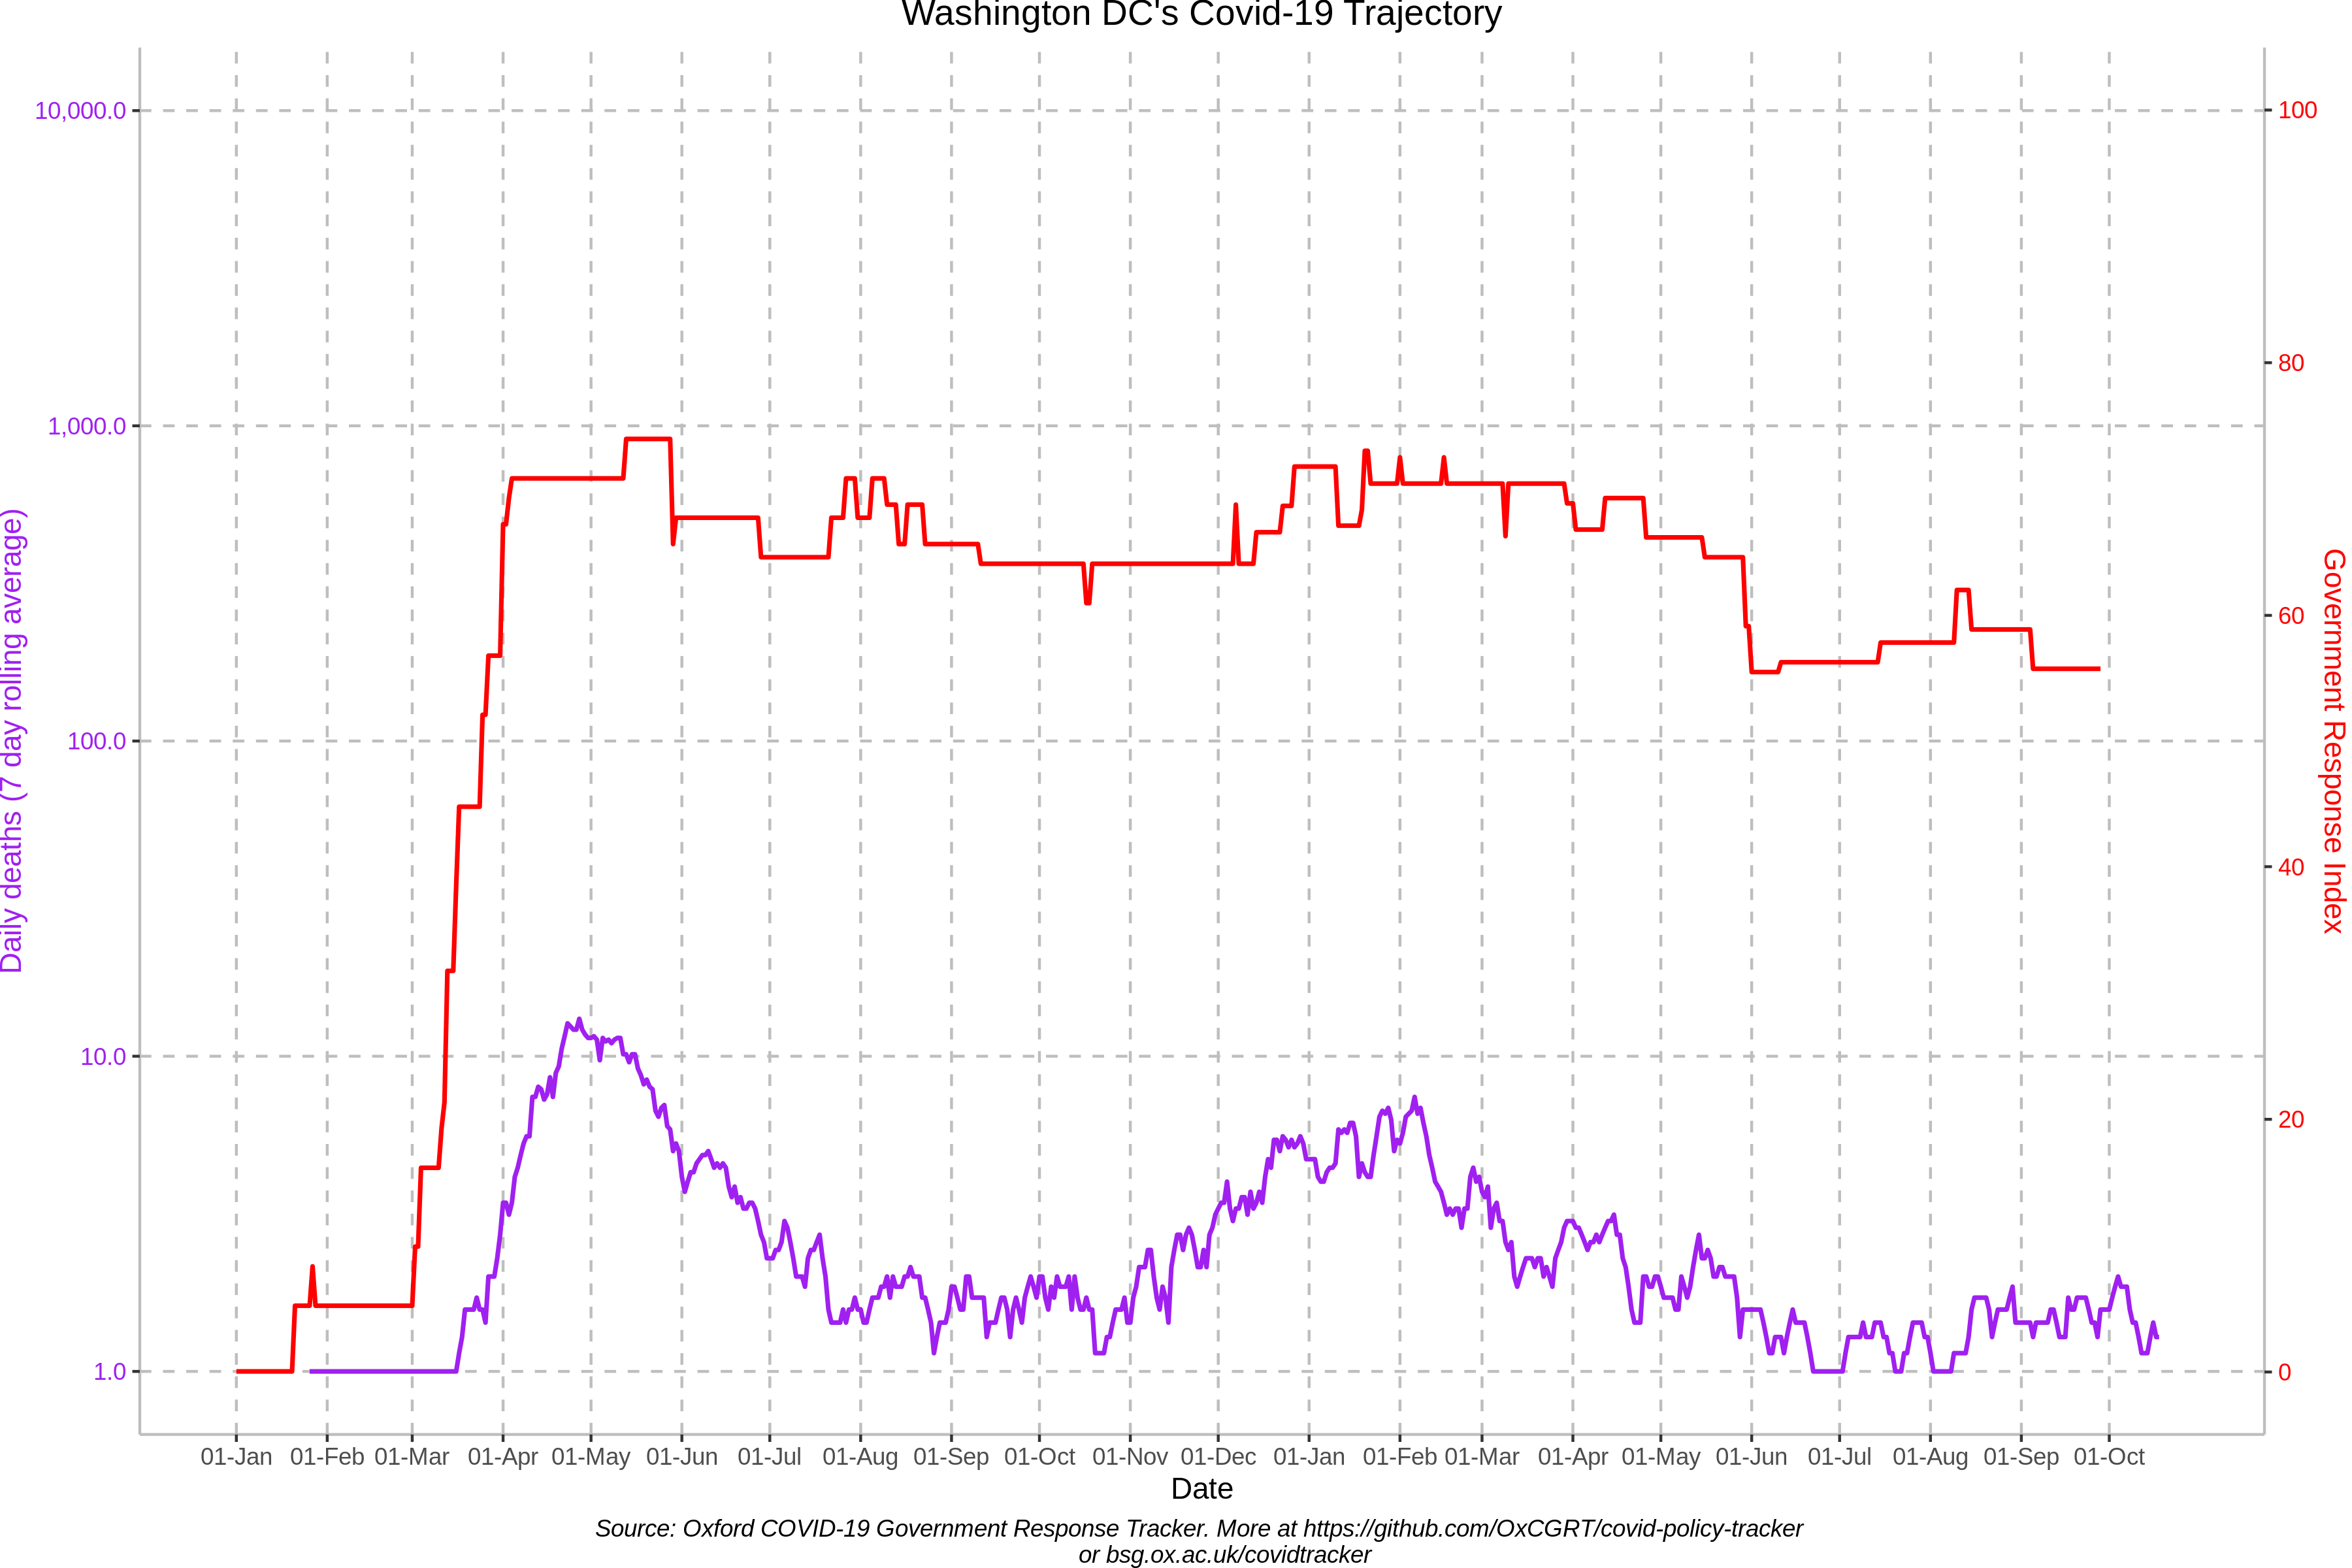 Washington DC's Covid-19 Trajectory
10,000.0
1,000.0
100.0
10.0
1.0
Daily deaths (7 day rolling average)
100
80
60
40
20
0
Government Response Index
01-Jan 01-Feb 01-Mar 01-Apr 01-May 01-Jun 01-Jul 01-Aug 01-Sep 01-Oct 01-Nov 01-Dec 01-Jan 01-Feb 01-Mar 01-Apr 01-May 01-Jun 01-Jul 01-Aug 01-Sep 01-Oct
Date
Source: Oxford COVID-19 Government Response Tracker. More at https://github.com/OxCGRT/covid-policy-tracker
or bsg.ox.ac.uk/covidtracker